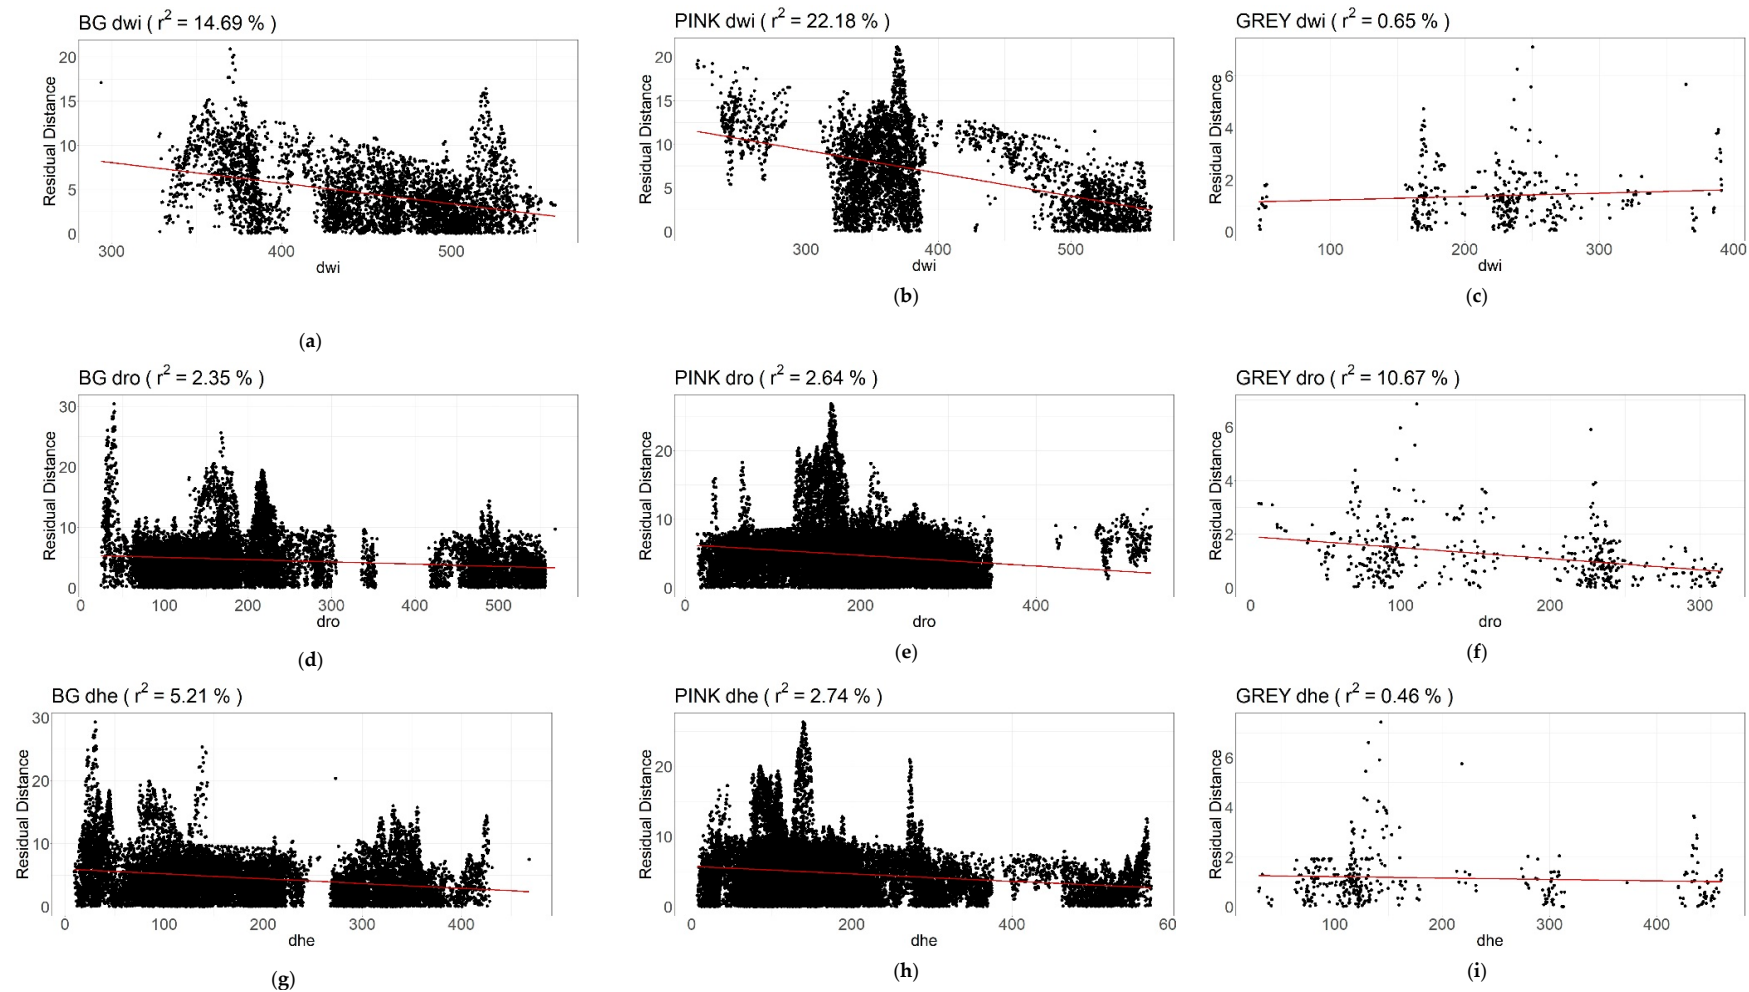 BG dwi ( r2 = 14.69 % )
Residual Distance
20
15
10
5
0
300 400 500
dwi
(a)
PINK dwi ( r2 = 22.18 % )
Residual Distance
20
15
10
5
0
300 400 500
dwi
(b)
GREY dwi ( r2 = 0.65 % )
Residual Distance
6
4
2
0
100 200 300 400
dwi
(c)
BG dro ( r2 = 2.35 % )
Residual Distance
30
20
10
0
0 100 200 300 400 500
dro
(d)
PINK dro ( r2 = 2.64 % )
Residual Distance
20
10
0
0 200 400
dro
(e)
GREY dro ( r2 = 10.67 % )
Residual Distance
6
4
2
0
0 100 200 300
dro
(f)
BG dhe ( r2 = 5.21 % )
Residual Distance
30
20
10
0
0 100 200 300 400
dhe
(g)
PINK dhe ( r2 = 2.74 % )
Residual Distance
20
10
0
0 200 400 60
dhe
(h)
GREY dhe ( r2 = 0.46 % )
Residual Distance
6
4
2
0
100 200 300 400
dhe
(i)